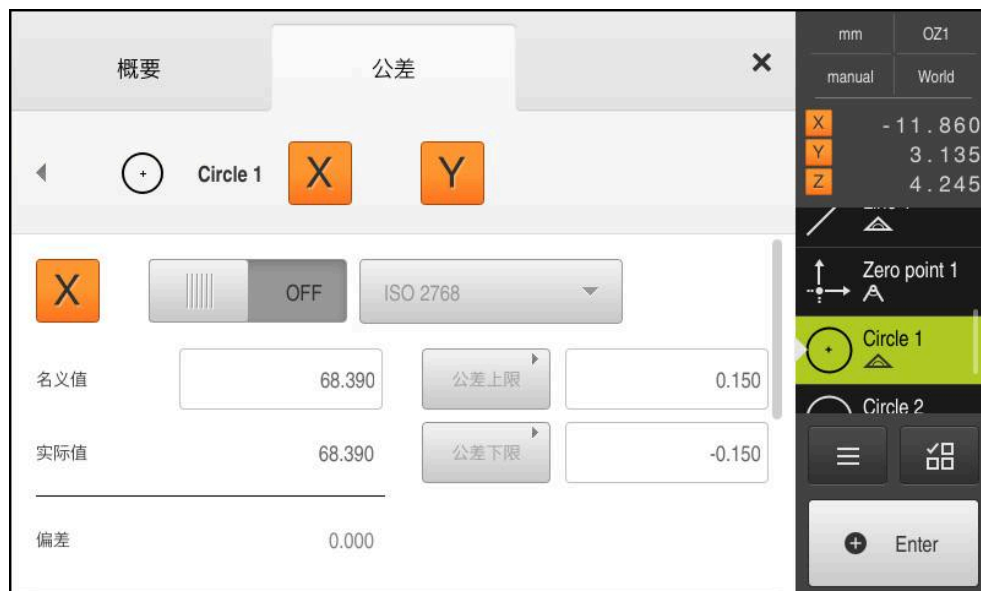 概要
公差
Circle 1
X
Y
X
OFF
ISO 2768
名义值
68.390
公差上限
0.150
实际值
68.390
公差下限
-0.150
偏差
0.000
mm
OZ1
manual
World
X -11.860
Y 3.135
Z 4.245
Zero point 1
Circle 1
Circle 2
Enter